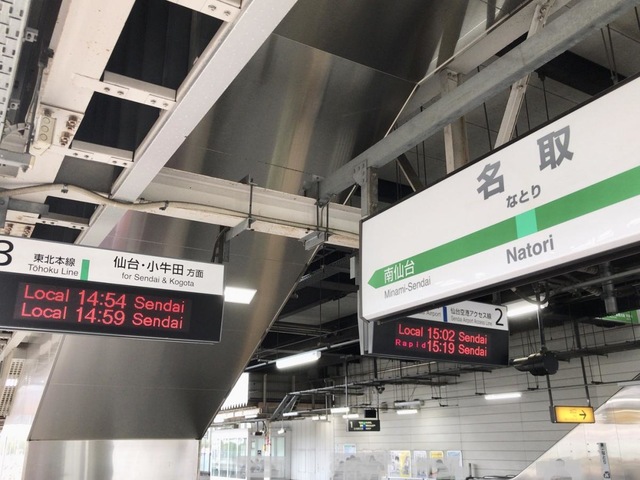 3 東北本線 仙台・小牛田 方面
Tōhoku Line for Sendai & Kogota
Local 14:54 Sendai
Local 14:59 Sendai
名取
なとり
Natori
南仙台
Minami-Sendai
仙台空港アクセス線 2
Local 15:02 Sendai
Rapid 15:19 Sendai